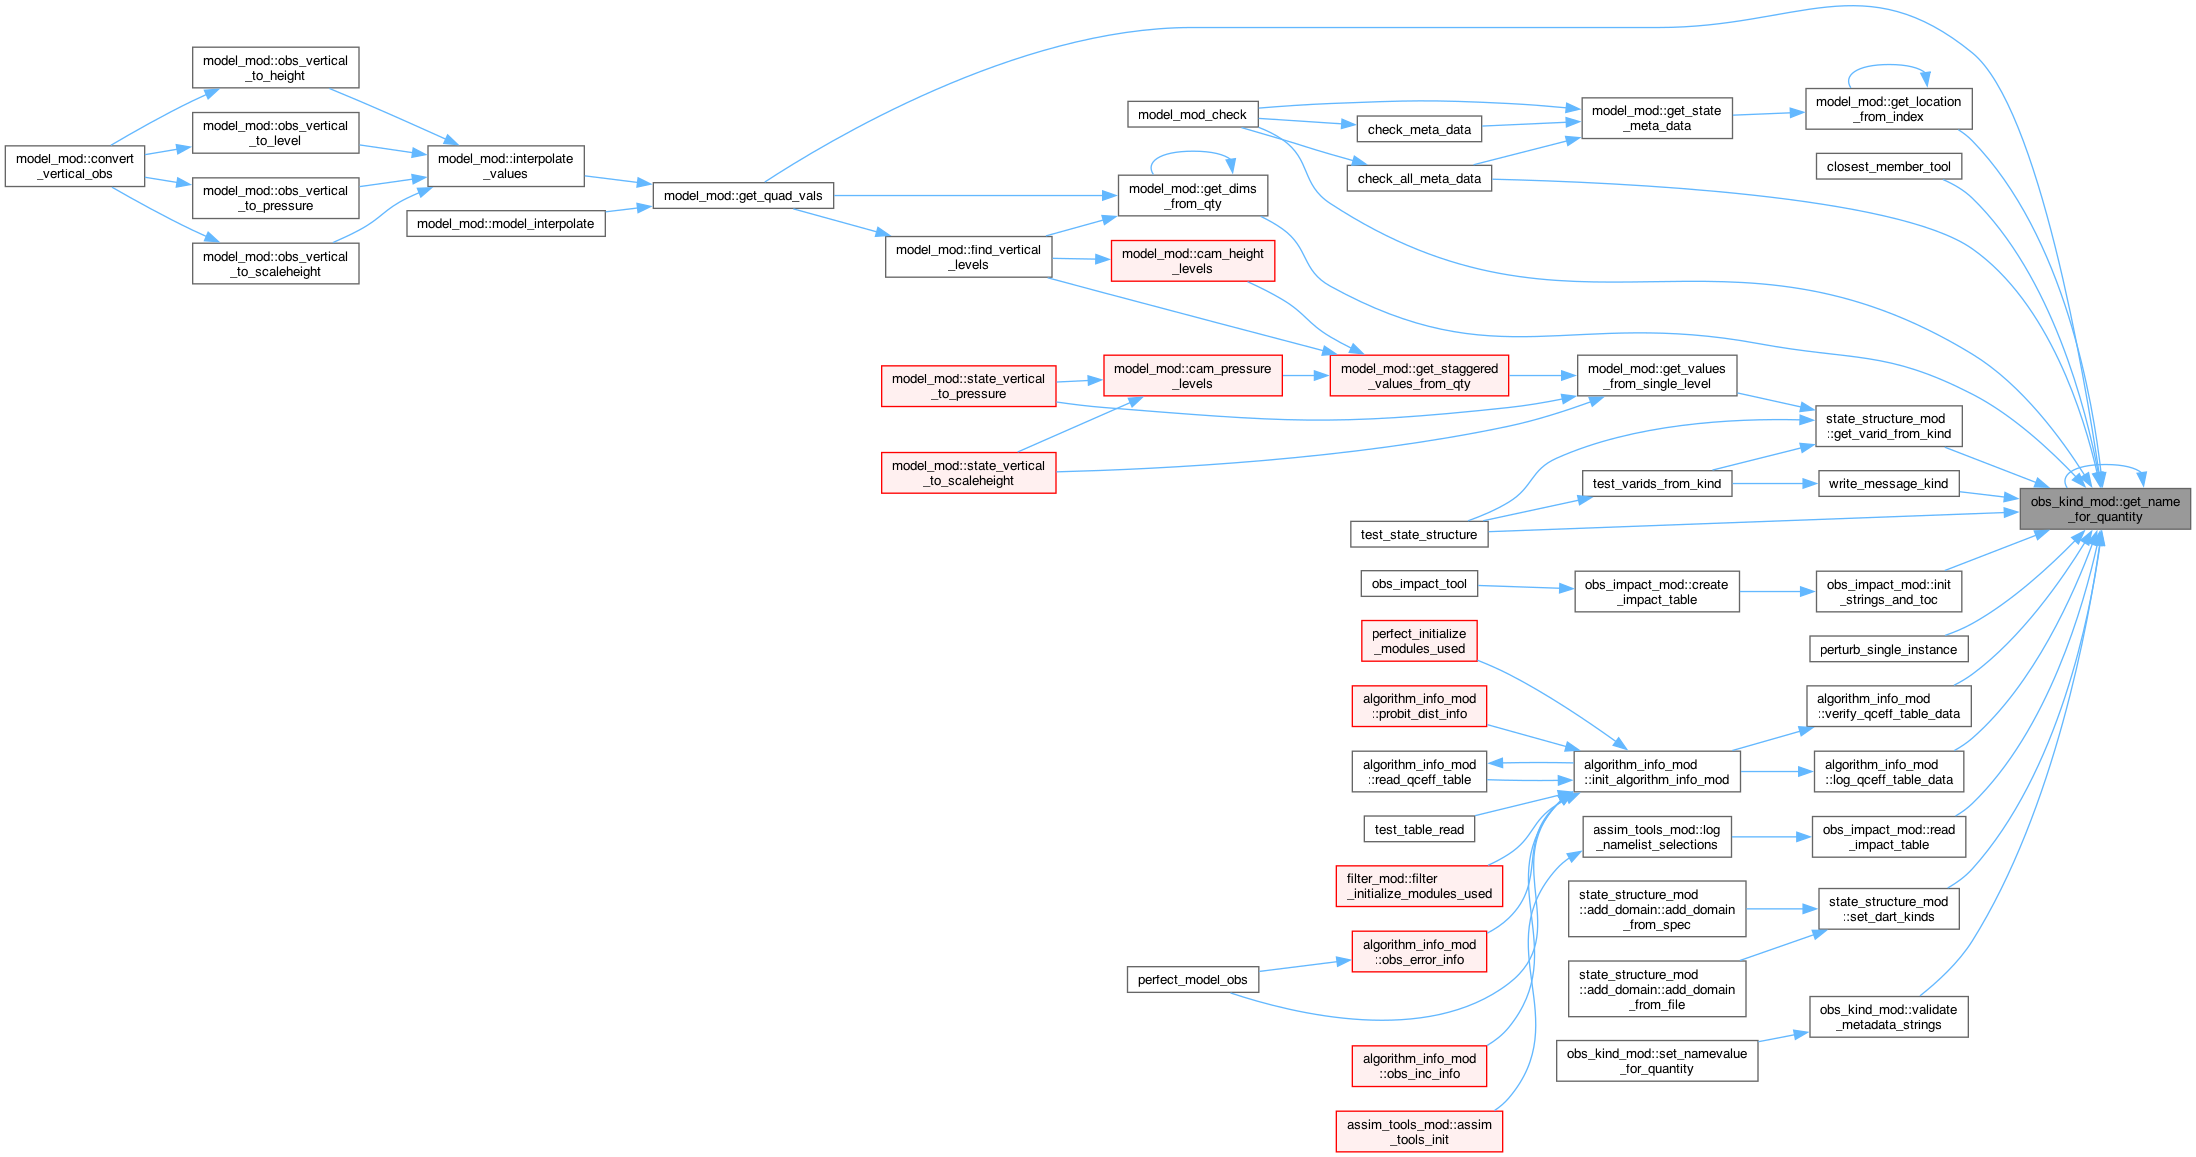 model_mod::convert
_vertical_obs
model_mod::obs_vertical
_to_height
model_mod::obs_vertical
_to_level
model_mod::obs_vertical
_to_pressure
model_mod::obs_vertical
_to_scaleheight
model_mod::interpolate
_values
model_mod::model_interpolate
model_mod::get_quad_vals
model_mod::find_vertical
_levels
model_mod::state_vertical
_to_pressure
model_mod::state_vertical
_to_scaleheight
model_mod_check
model_mod::get_dims
_from_qty
model_mod::cam_height
_levels
model_mod::cam_pressure
_levels
perfect_model_obs
check_meta_data
check_all_meta_data
model_mod::get_staggered
_values_from_qty
test_state_structure
obs_impact_tool
perfect_initialize
_modules_used
algorithm_info_mod
::probit_dist_info
algorithm_info_mod
::read_qceff_table
test_table_read
filter_mod::filter
_initialize_modules_used
algorithm_info_mod
::obs_error_info
algorithm_info_mod
::obs_inc_info
assim_tools_mod::assim
_tools_init
model_mod::get_state
_meta_data
model_mod::get_values
_from_single_level
test_varids_from_kind
obs_impact_mod::create
_impact_table
algorithm_info_mod
::init_algorithm_info_mod
assim_tools_mod::log
_namelist_selections
state_structure_mod
::add_domain::add_domain
_from_spec
state_structure_mod
::add_domain::add_domain
_from_file
obs_kind_mod::set_namevalue
_for_quantity
model_mod::get_location
_from_index
closest_member_tool
state_structure_mod
::get_varid_from_kind
write_message_kind
obs_impact_mod::init
_strings_and_toc
perturb_single_instance
algorithm_info_mod
::verify_qceff_table_data
algorithm_info_mod
::log_qceff_table_data
obs_impact_mod::read
_impact_table
state_structure_mod
::set_dart_kinds
obs_kind_mod::validate
_metadata_strings
obs_kind_mod::get_name
_for_quantity